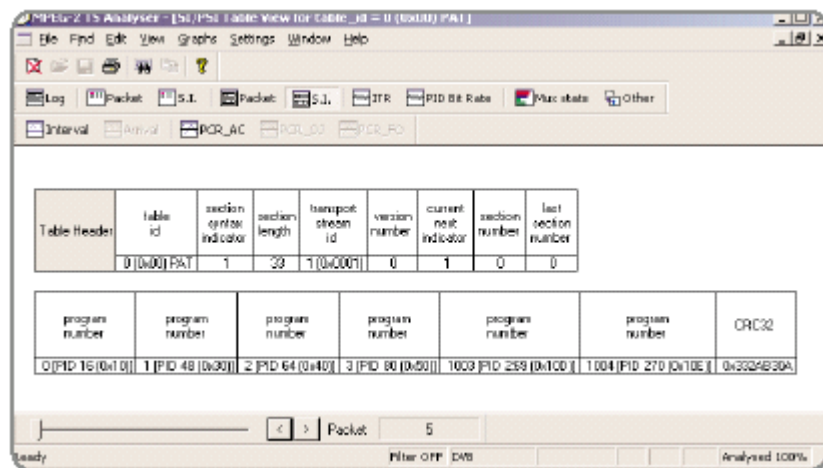 MPEG-2 TS Analyser - [SI/PSI Table View for table_id = 0 (0x00) PAT]
File Find Edit View Graphs Settings Window Help
Log Packet S.I. Packet S.I. ITR PID Bit Rate Mux state Other
Interval Arrival PCR_AC PCR_OJ PCR_FO
Table Header
table id
section syntax indicator
section length
transport stream id
version number
current next indicator
section number
last section number
0 (0x00) PAT 1 33 1 (0x0001) 0 1 0 0
program number
program number
program number
program number
program number
program number
CRC32
0 [PID 16 (0x10)] 1 [PID 48 (0x30)] 2 [PID 64 (0x40)] 3 [PID 80 (0x50)] 1003 [PID 269 (0x10D)] 1004 [PID 270 (0x10E)]
< > Packet 5
Ready Filter OFF DVB Analysed 100%